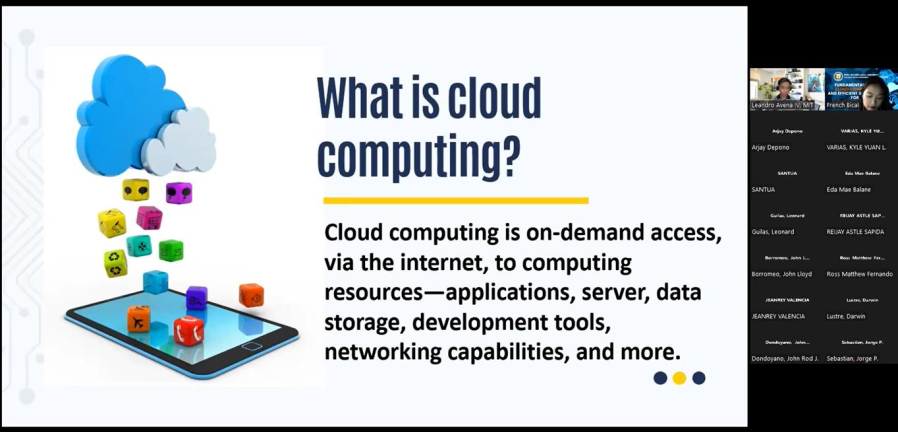 What is cloud
computing?
Cloud computing is on-demand access,
via the internet, to computing
resources—applications, server, data
storage, development tools,
networking capabilities, and more.
Leandro Avena IV, MIT
French Bical
FUNDAMENTA
AND EFFICIENT
FOR
Arjay Depono
VARIAS, KYLE YU...
Arjay Depono
VARIAS, KYLE YUAN L.
SANTUA
Eda Mae Balane
SANTUA
Eda Mae Balane
Guilas, Leonard
REIJAY ASTLE SAP...
Guilas, Leonard
REIJAY ASTLE SAPIDA
Borromeo, John L...
Ross Matthew Fer...
Borromeo, John Lloyd
Ross Matthew Fernando
JEANREY VALENCIA
Lustre, Darwin
JEANREY VALENCIA
Lustre, Darwin
Dondoyano, John...
Sebastian, Jorge P.
Dondoyano, John Rod J.
Sebastian, Jorge P.